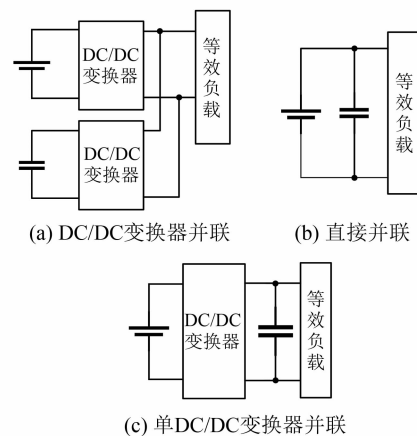 DC/DC
变换器
等效负载
DC/DC
变换器
(a) DC/DC变换器并联
等效负载
(b) 直接并联
DC/DC
变换器
等效负载
(c) 单DC/DC变换器并联